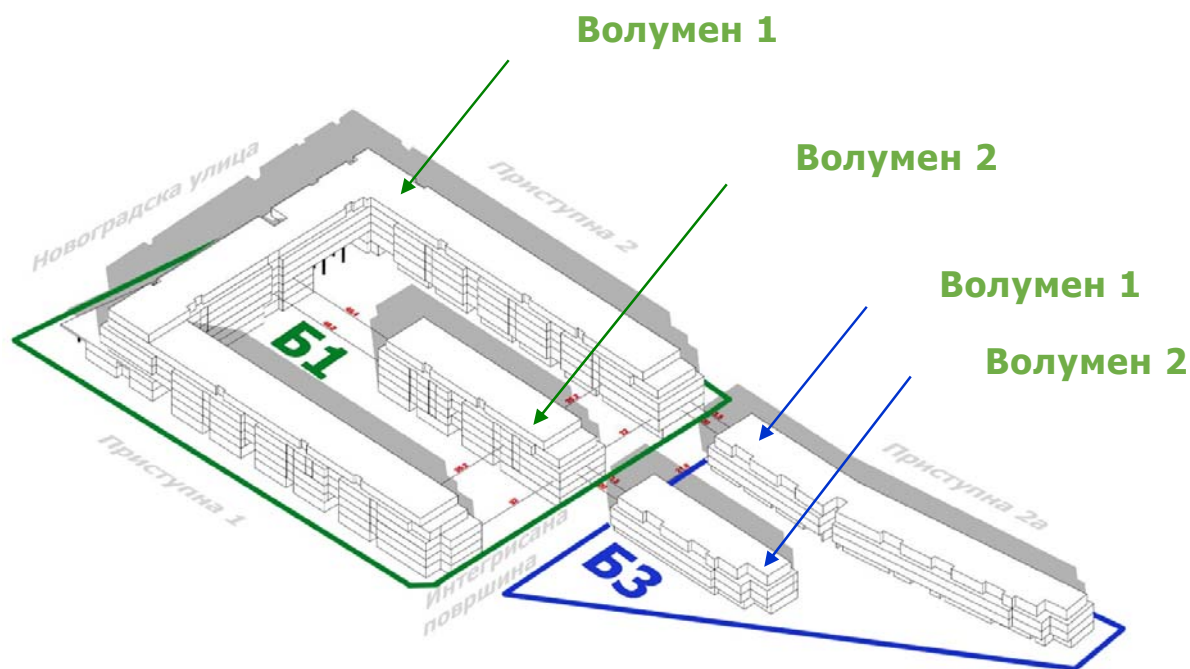 Волумен 1
Волумен 2
Волумен 1
Волумен 2
Новоградска улица
Приступна 2
Б1
Приступна 1
Интегрисана
површина
Б3
Приступна 2а